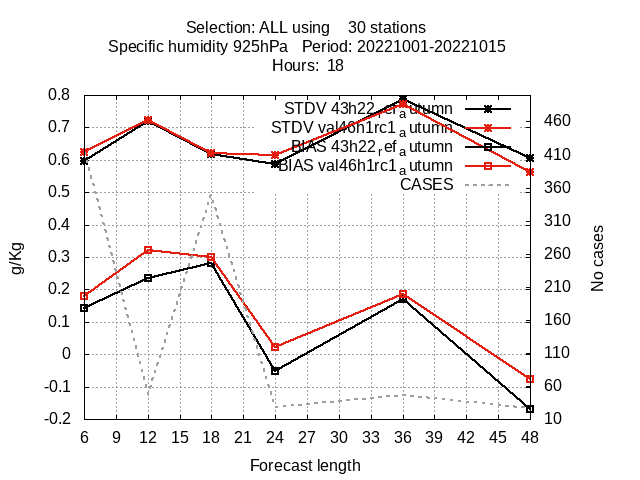 Selection: ALL using    30 stations
Specific humidity 925hPa   Period: 20221001-20221015
Hours: 18
STDV 43h22_ref_autumn
STDV val46h1rc1_autumn
BIAS 43h22_ref_autumn
BIAS val46h1rc1_autumn
CASES
g/Kg
0.8
0.7
0.6
0.5
0.4
0.3
0.2
0.1
0
-0.1
-0.2
No cases
460
410
360
310
260
210
160
110
60
10
6 9 12 15 18 21 24 27 30 33 36 39 42 45 48
Forecast length